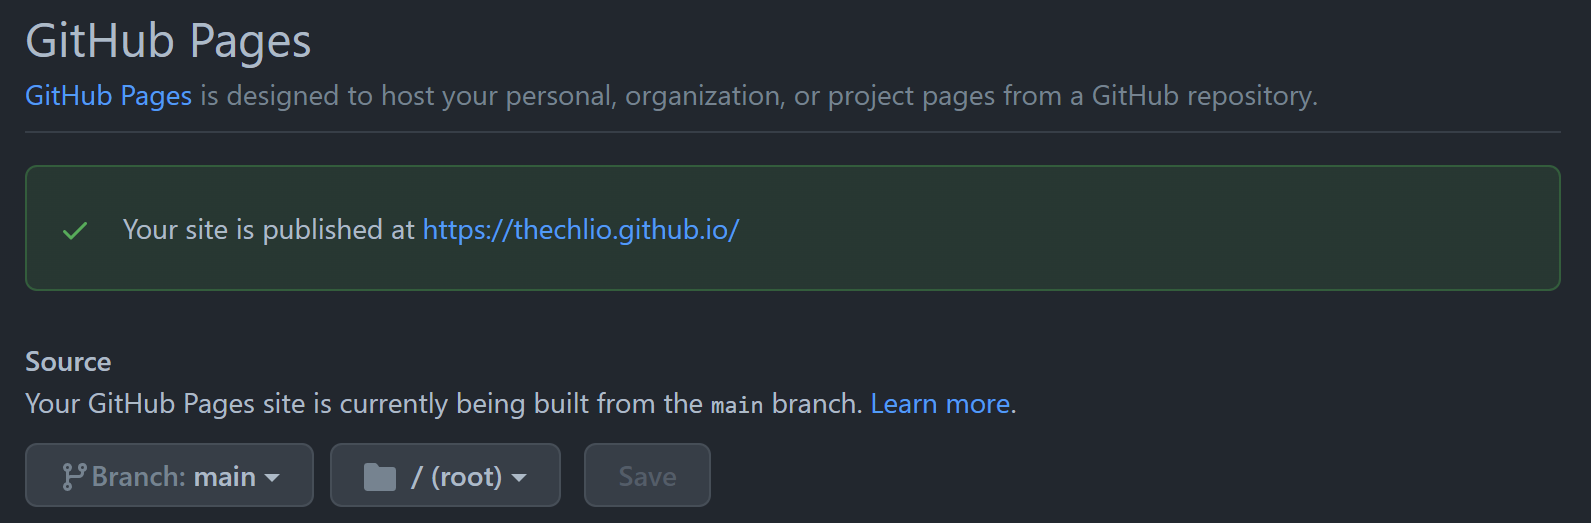 GitHub Pages
GitHub Pages is designed to host your personal, organization, or project pages from a GitHub repository.
Your site is published at https://thechlio.github.io/
Source
Your GitHub Pages site is currently being built from the main branch. Learn more.
Branch: main / (root) Save